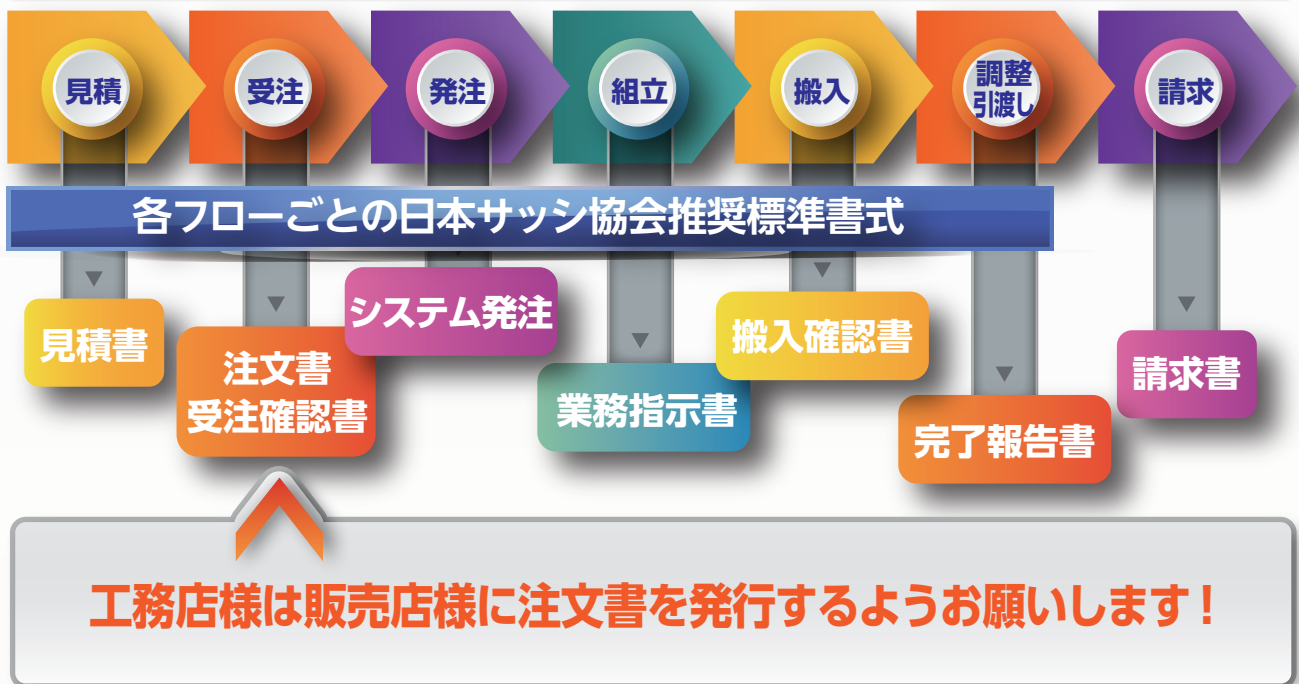 見積
受注
発注
組立
搬入
調整
引渡し
請求
各フローごとの日本サッシ協会推奨標準書式
見積書
注文書
受注確認書
システム発注
業務指示書
搬入確認書
完了報告書
請求書
工務店様は販売店様に注文書を発行するようお願いします！